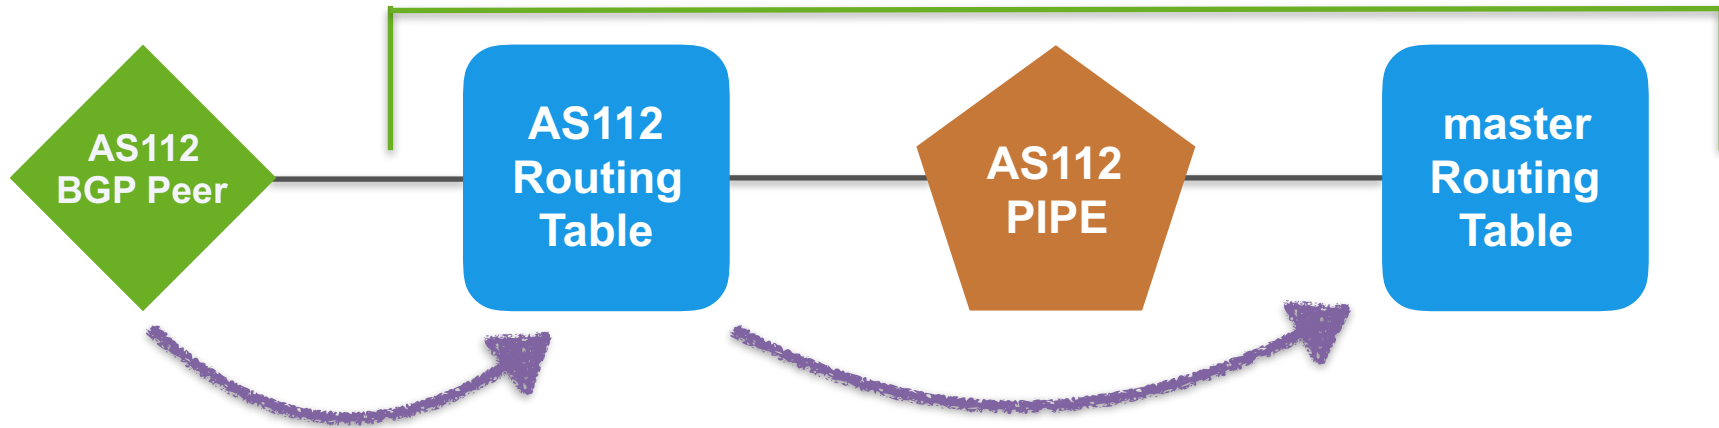 AS112
BGP Peer
AS112
Routing
Table
AS112
PIPE
master
Routing
Table